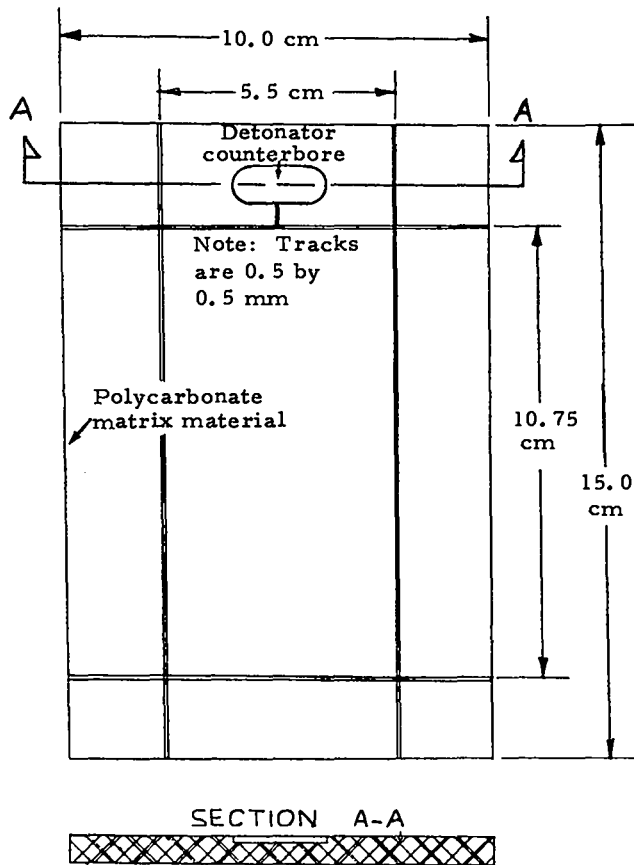 10.0 cm
5.5 cm
A
A
Detonator
counterbore
Note: Tracks
are 0.5 by
0.5 mm
Polycarbonate
matrix material
10.75
cm
15.0
cm
SECTION A-A